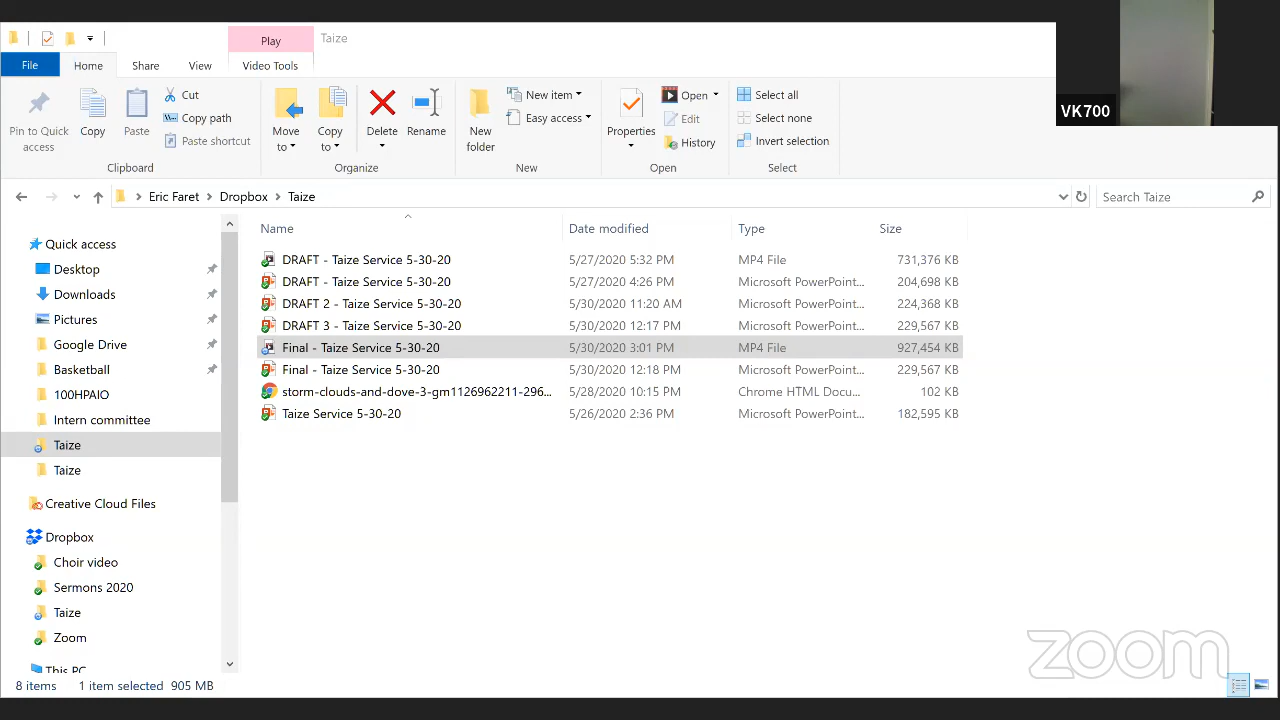 Play
Taize
File
Home
Share
View
Video Tools
VK700
Pin to Quick access
Copy
Paste
Cut
Copy path
Paste shortcut
Clipboard
Move to
Copy to
Delete
Rename
Organize
New folder
New item
Easy access
New
Properties
Open
Edit
History
Open
Select all
Select none
Invert selection
Select
Eric Faret
Dropbox
Taize
Search Taize
Name
Date modified
Type
Size
DRAFT - Taize Service 5-30-20 5/27/2020 5:32 PM MP4 File 731,376 KB
DRAFT - Taize Service 5-30-20 5/27/2020 4:26 PM Microsoft PowerPoint... 204,698 KB
DRAFT 2 - Taize Service 5-30-20 5/30/2020 11:20 AM Microsoft PowerPoint... 224,368 KB
DRAFT 3 - Taize Service 5-30-20 5/30/2020 12:17 PM Microsoft PowerPoint... 229,567 KB
Final - Taize Service 5-30-20 5/30/2020 3:01 PM MP4 File 927,454 KB
Final - Taize Service 5-30-20 5/30/2020 12:18 PM Microsoft PowerPoint... 229,567 KB
storm-clouds-and-dove-3-gm1126962211-296... 5/28/2020 10:15 PM Chrome HTML Docu... 102 KB
Taize Service 5-30-20 5/26/2020 2:36 PM Microsoft PowerPoint... 182,595 KB
Quick access
Desktop
Downloads
Pictures
Google Drive
Basketball
100HPAIO
Intern committee
Taize
Taize
Creative Cloud Files
Dropbox
Choir video
Sermons 2020
Taize
Zoom
This PC
8 items 1 item selected 905 MB
zoom